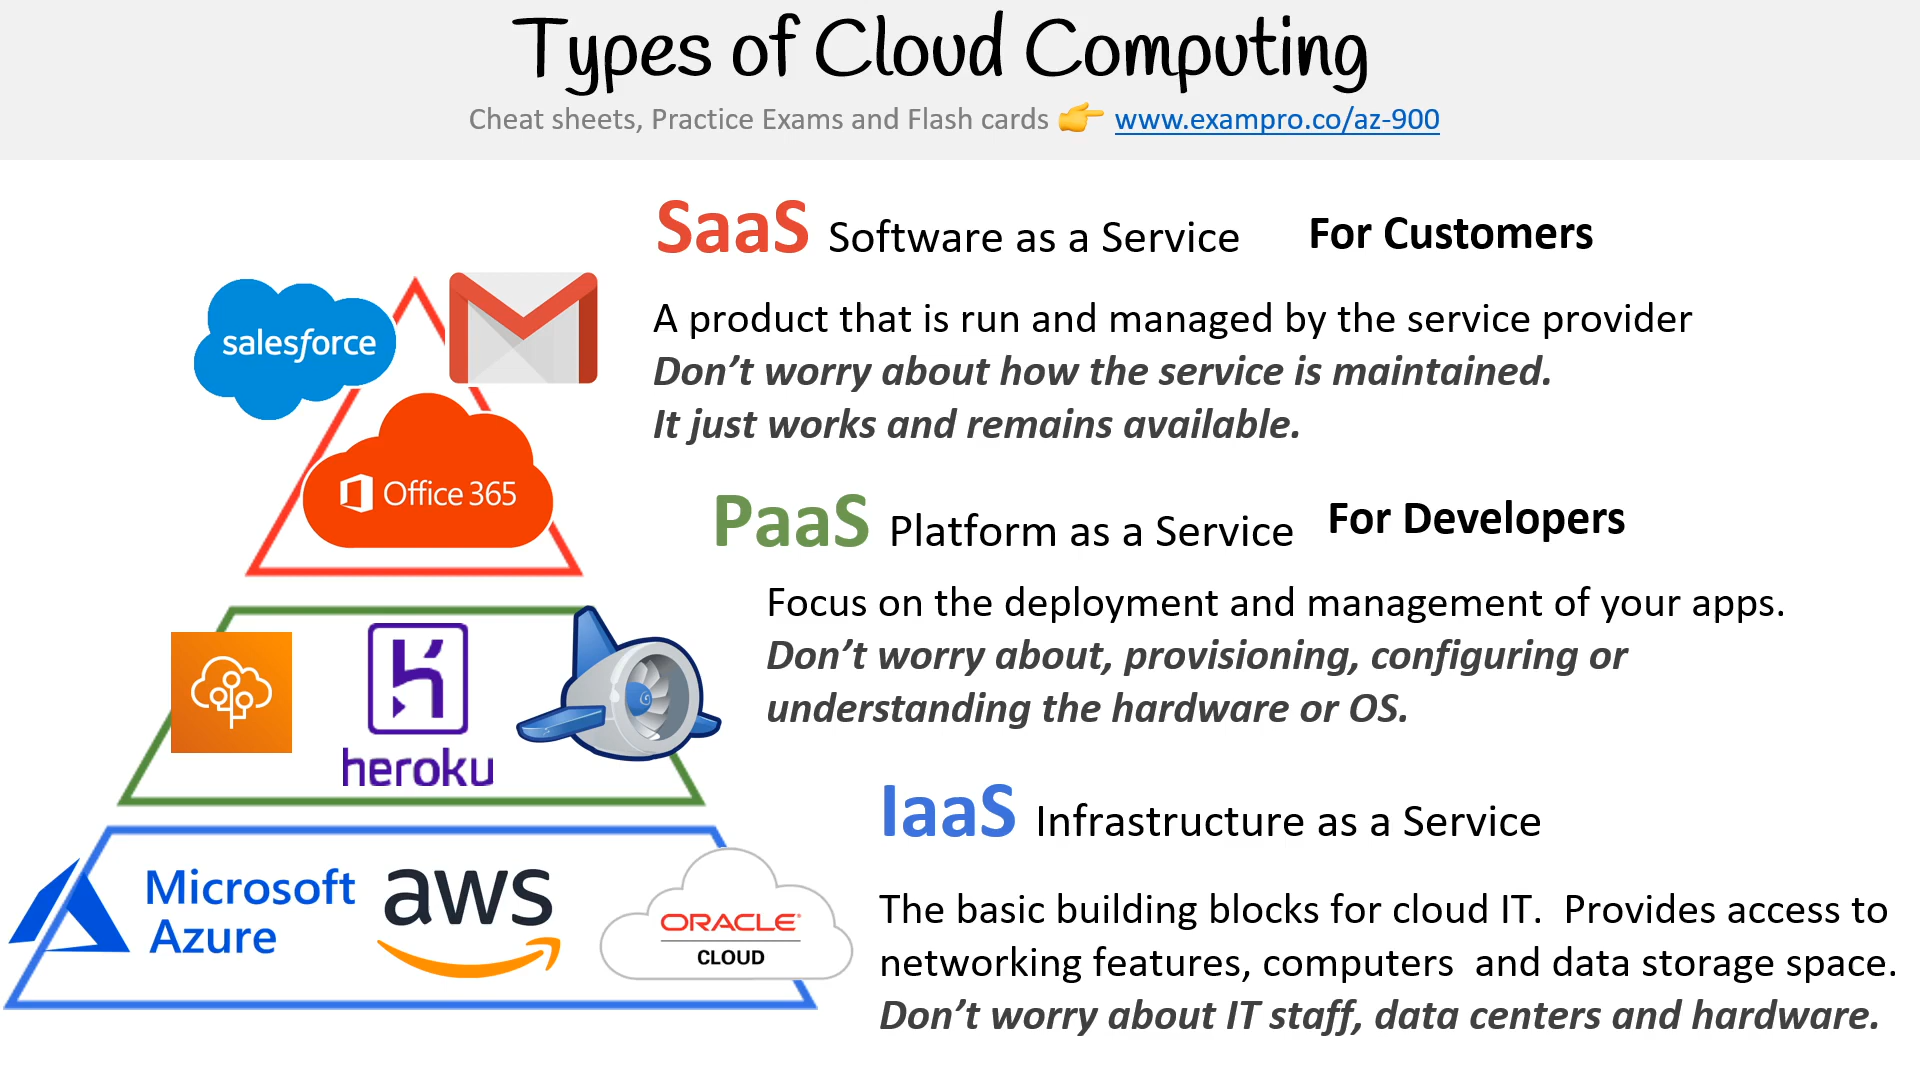 Types of Cloud Computing
Cheat sheets, Practice Exams and Flash cards 👉 www.exampro.co/az-900
SaaS Software as a Service For Customers
A product that is run and managed by the service provider
Don’t worry about how the service is maintained.
It just works and remains available.
salesforce
Office 365
PaaS Platform as a Service For Developers
Focus on the deployment and management of your apps.
Don’t worry about, provisioning, configuring or
understanding the hardware or OS.
heroku
IaaS Infrastructure as a Service
The basic building blocks for cloud IT.  Provides access to
networking features, computers  and data storage space.
Don’t worry about IT staff, data centers and hardware.
Microsoft
Azure
aws
ORACLE
CLOUD